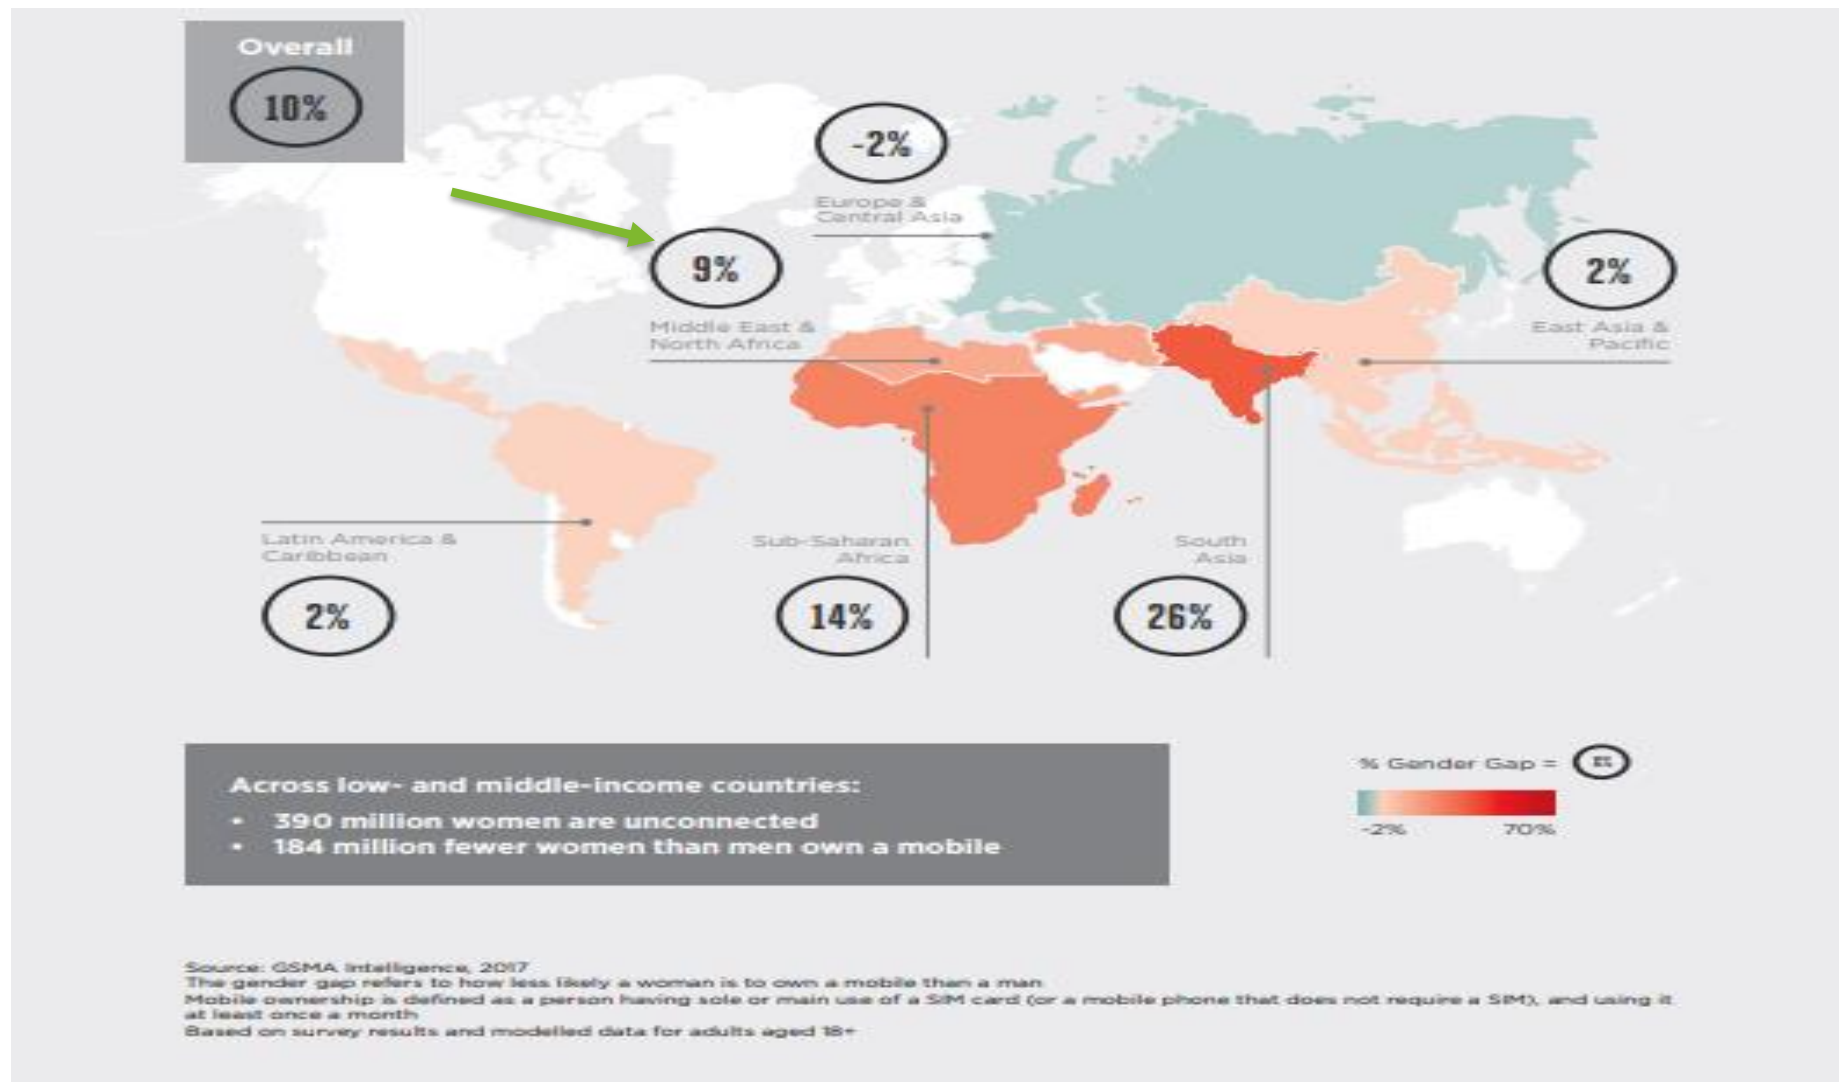 Overall
10%
-2%
Europe &
Central Asia
9%
Middle East &
North Africa
2%
East Asia &
Pacific
Latin America &
Caribbean
2%
Sub-Saharan
Africa
14%
South
Asia
26%
Across low- and middle-income countries:
• 390 million women are unconnected
• 184 million fewer women than men own a mobile
% Gender Gap =
-2% 70%
Source: GSMA Intelligence, 2017
The gender gap refers to how less likely a woman is to own a mobile than a man
Mobile ownership is defined as a person having sole or main use of a SIM card (or a mobile phone that does not require a SIM), and using it
at least once a month
Based on survey results and modelled data for adults aged 18+